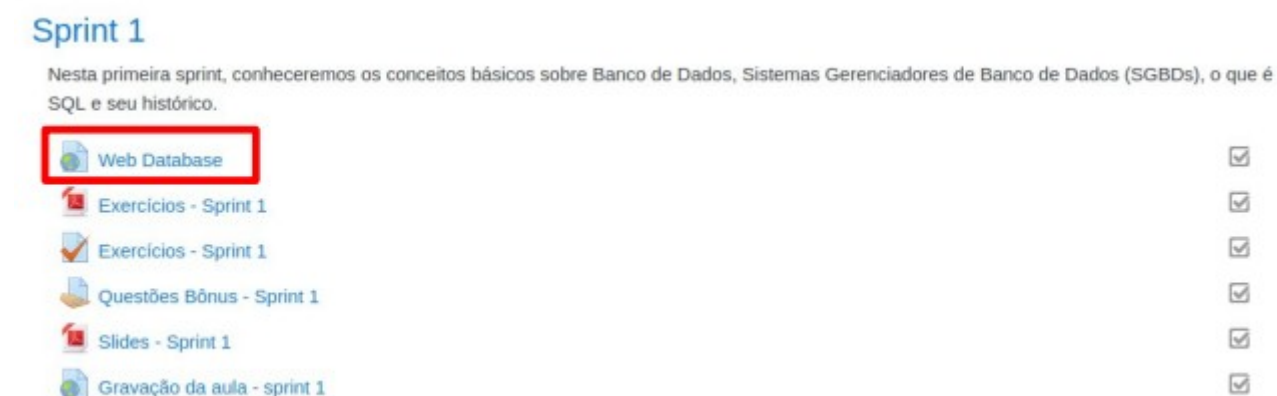 Sprint 1
Nesta primeira sprint, conheceremos os conceitos básicos sobre Banco de Dados, Sistemas Gerenciadores de Banco de Dados (SGBDs), o que é
SQL e seu histórico.
Web Database
Exercícios - Sprint 1
Exercícios - Sprint 1
Questões Bônus - Sprint 1
Slides - Sprint 1
Gravação da aula - sprint 1